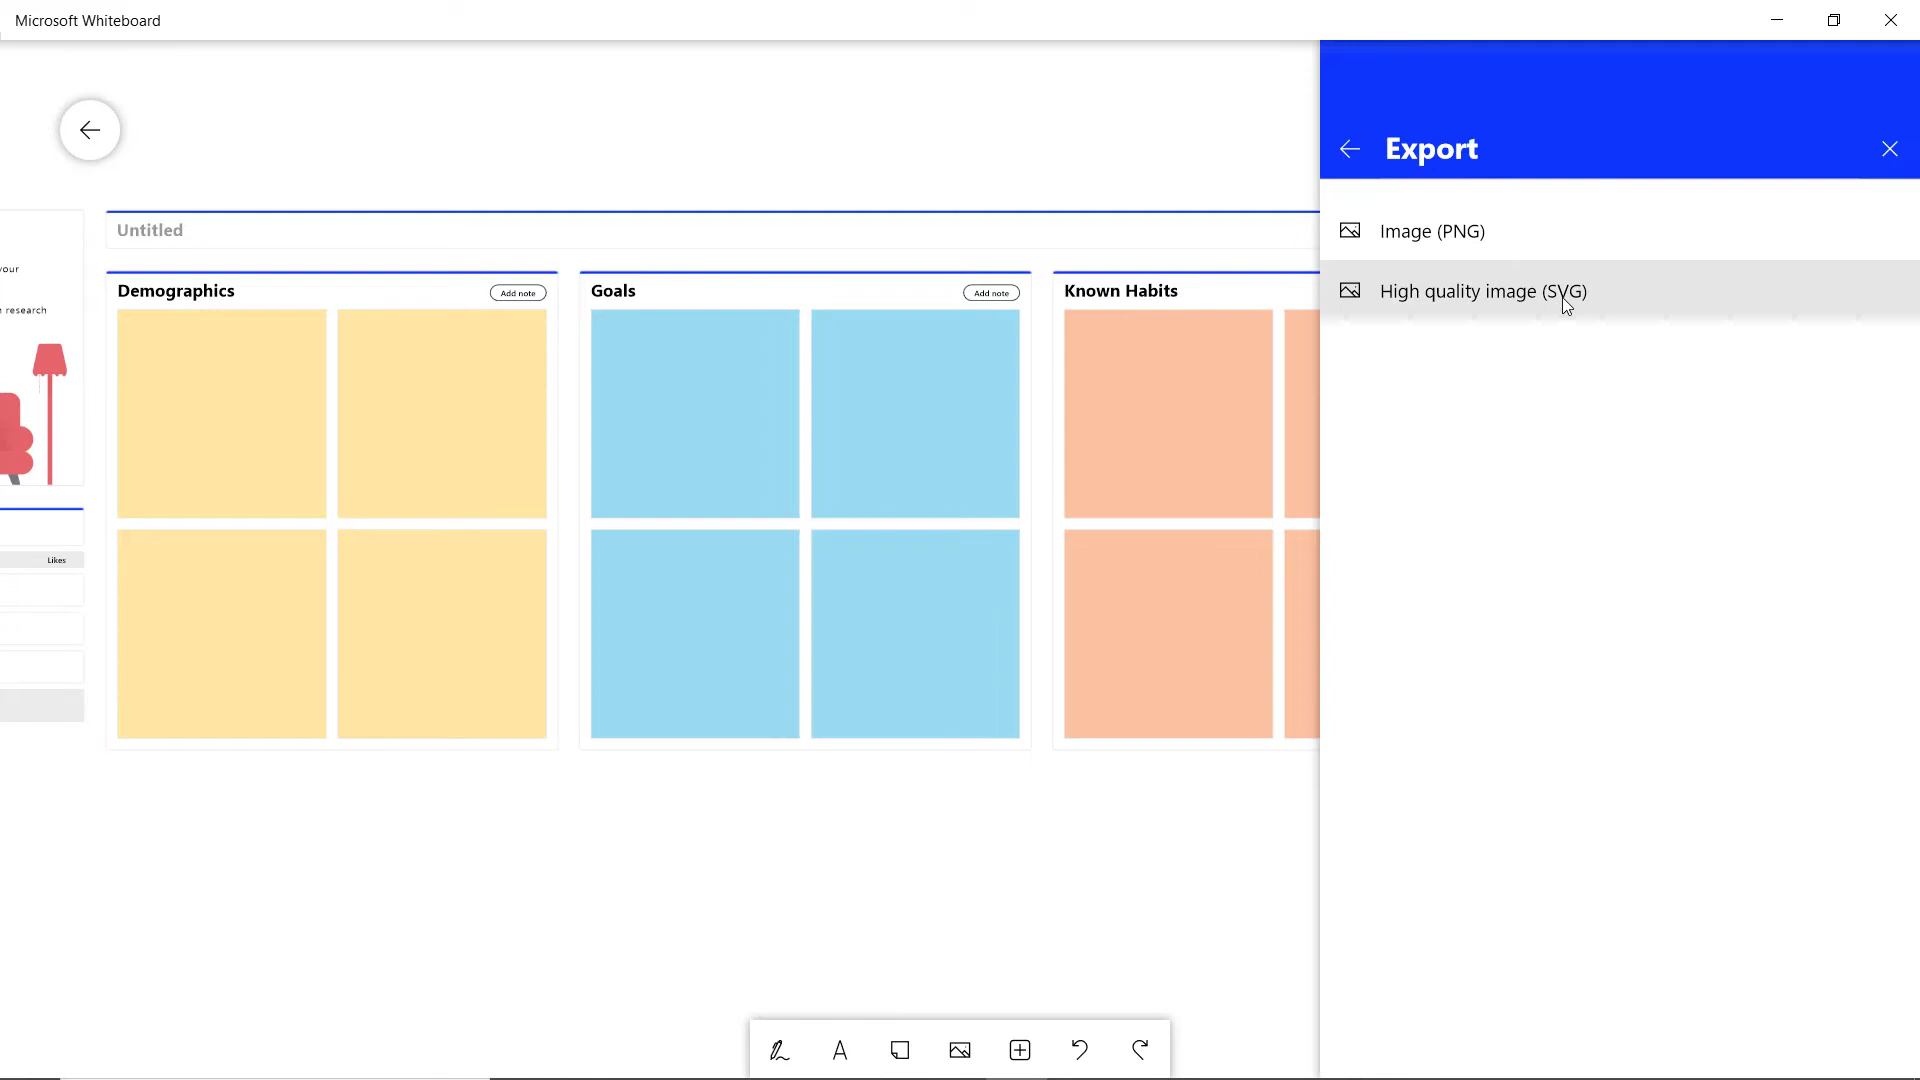 Microsoft Whiteboard
Export
Image (PNG)
High quality image (SVG)
your
research
Likes
Untitled
Demographics
Add note
Goals
Add note
Known Habits